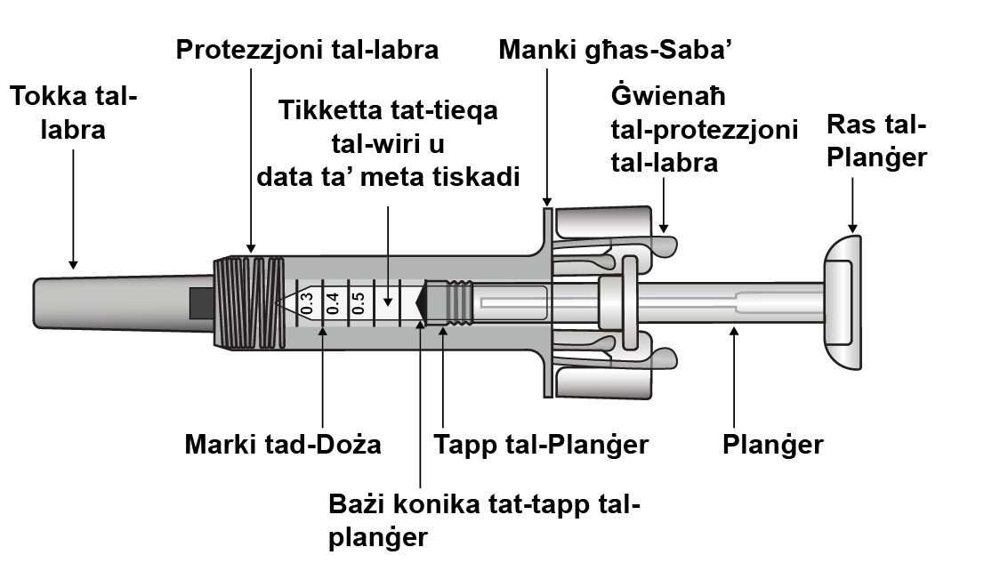 Protezzjoni tal-labra
Manki għas-Saba’
Tokka tal-
labra
Tikketta tat-tieqa
tal-wiri u
data ta’ meta tiskadi
Ġwienaħ
tal-protezzjoni
tal-labra
Ras tal-
Planġer
0.3
0.4
0.5
Marki tad-Doża
Tapp tal-Planġer
Planġer
Bażi konika tat-tapp tal-
planġer